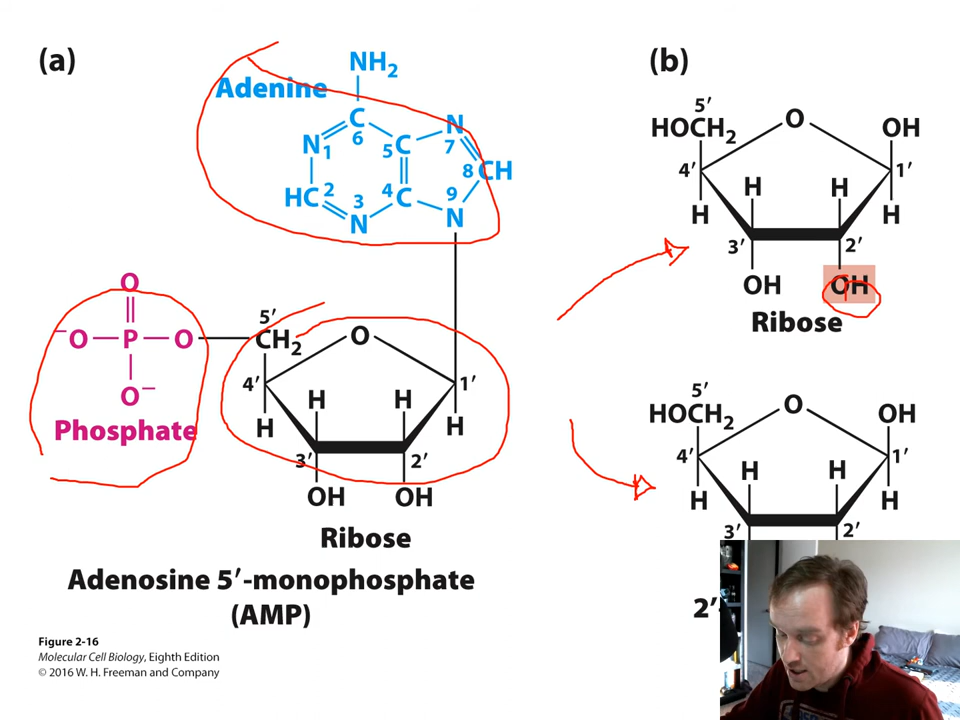 (a)
NH2
Adenine
C
6
N
7
N
1
5
C
8
CH
HC
2
3
4
C
9
N
N
O
5′
⁻O — P — O
CH2
O
4′
1′
O⁻
H
H
H
H
Phosphate
3′
2′
OH
OH
Ribose
Adenosine 5′-monophosphate
(AMP)
Figure 2-16
Molecular Cell Biology, Eighth Edition
© 2016 W. H. Freeman and Company
(b)
5′
HOCH2
O
OH
4′
1′
H
H
H
H
3′
2′
OH
OH
Ribose
5′
HOCH2
O
OH
4′
1′
H
H
H
H
3′
2′
2′